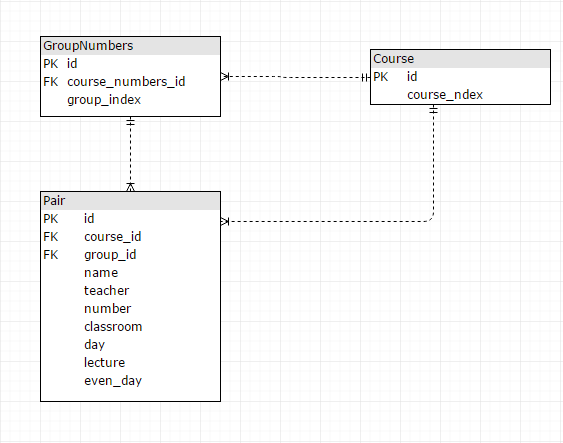 GroupNumbers
PK id
FK course_numbers_id
group_index
Course
PK id
course_ndex
Pair
PK id
FK course_id
FK group_id
name
teacher
number
classroom
day
lecture
even_day